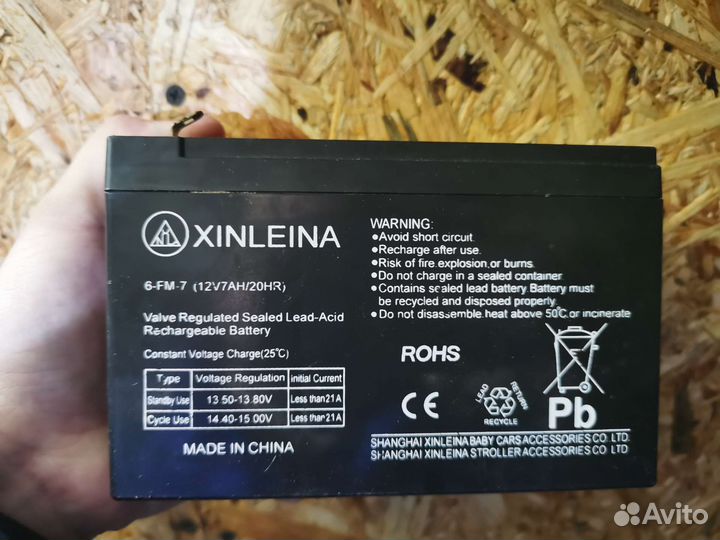 XINLEINA
6-FM-7 (12V7AH/20HR)
Valve Regulated Sealed Lead-Acid
Rechargeable Battery
Constant Voltage Charge(25℃)
Type Voltage Regulation Initial Current
Standby Use 13.50-13.80V Less than 21A
Cycle Use 14.40-15.00V Less than 21A
MADE IN CHINA
WARNING:
•Avoid short circuit.
•Recharge after use.
•Risk of fire,explosion,or burns.
•Do not charge in a sealed container.
•Contains sealed lead battery.Battery must
be recycled and disposed properly.
•Do not disassemble,heat above 50℃,or incinerate
ROHS
CE
LEAD RETURN
RECYCLE
Pb
SHANGHAI XINLEINA BABY CARS ACCESSORIES CO. LTD.
SHANGHAI XINLEINA STROLLER ACCESSORIES CO. LTD.
Avito